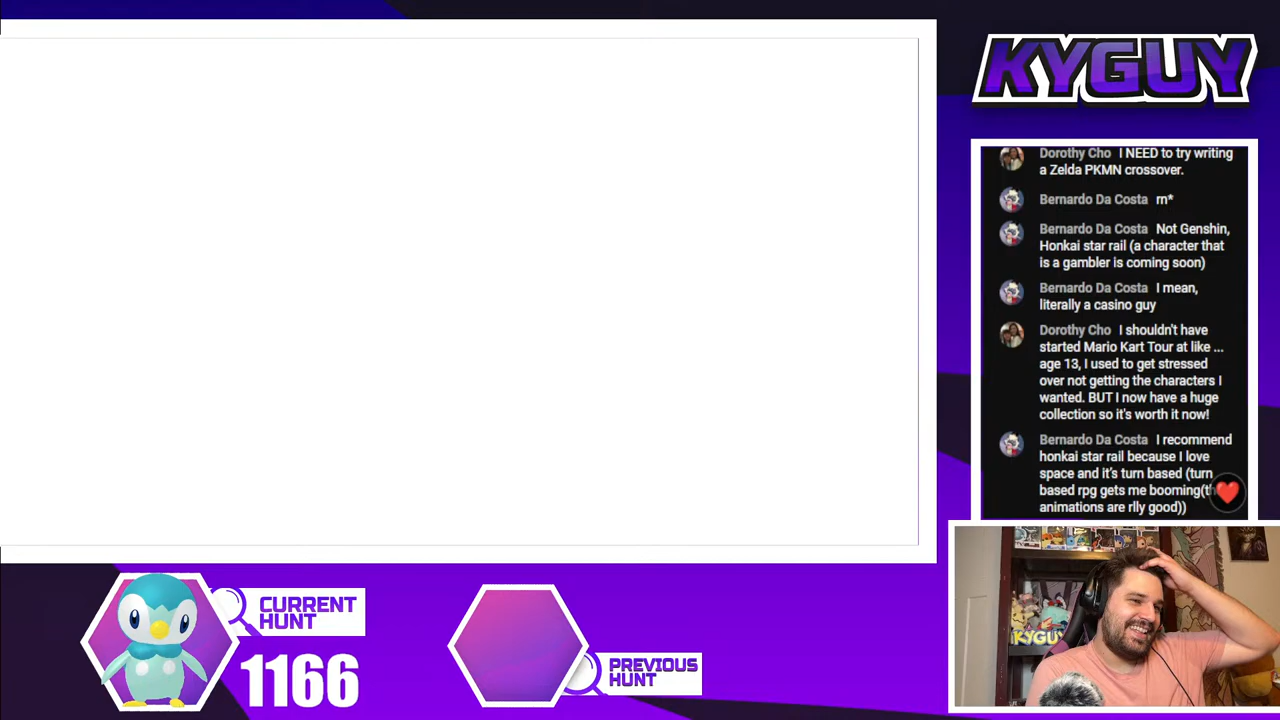 KYGUY
Dorothy Cho I NEED to try writing
a Zelda PKMN crossover.
Bernardo Da Costa rn*
Bernardo Da Costa Not Genshin,
Honkai star rail (a character that
is a gambler is coming soon)
Bernardo Da Costa I mean,
literally a casino guy
Dorothy Cho I shouldn't have
started Mario Kart Tour at like ...
age 13, I used to get stressed
over not getting the characters I
wanted. BUT I now have a huge
collection so it's worth it now!
Bernardo Da Costa I recommend
honkai star rail because I love
space and it's turn based (turn
based rpg gets me booming(
animations are rlly good))
CURRENT
HUNT
1166
PREVIOUS
HUNT
KYGUY